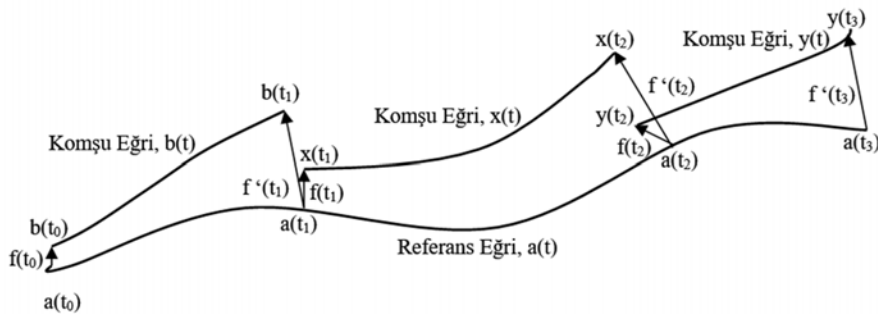 y(t₃)
x(t₂)
Komşu Eğri, y(t)
b(t₁)
f ‘(t₂)
f ‘(t₃)
Komşu Eğri, x(t)
y(t₂)
Komşu Eğri, b(t)
x(t₁)
f(t₂)
a(t₂)
a(t₃)
f ‘(t₁)
f(t₁)
b(t₀)
a(t₁)
f(t₀)
Referans Eğri, a(t)
a(t₀)